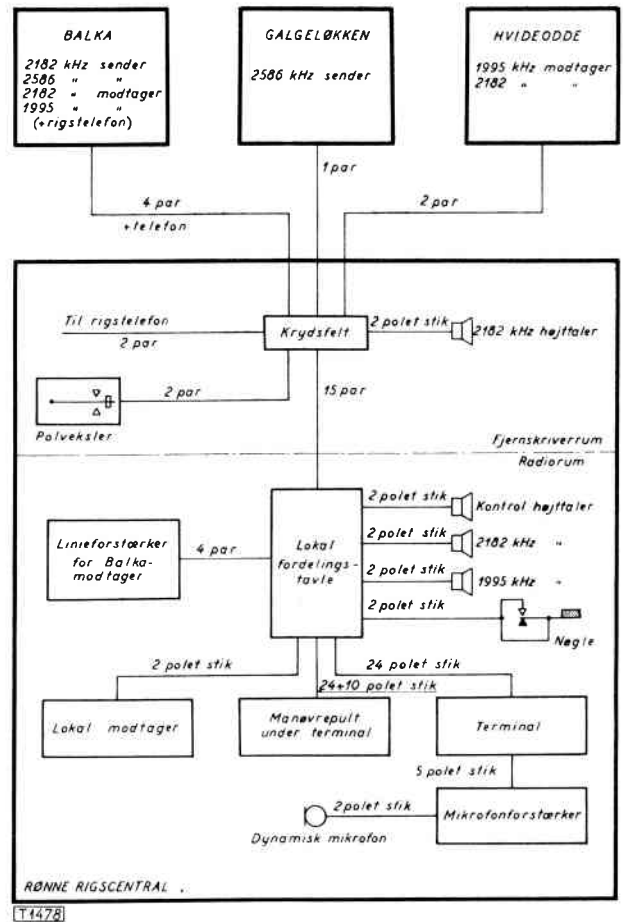 BALKA
2182 kHz sender
2586 " "
2182 " modtager
1995 " "
(+rigstelefon)
GALGELØKKEN
2586 kHz sender
HVIDEODDE
1995 kHz modtager
2182 " "
4 par
+telefon
1 par
2 par
Til rigstelefon
2 par
Krydsfelt
2 polet stik
2182 kHz højttaler
2 par
15 par
Polveksler
Fjernskriverrum
Radiorum
Linieforstærker
for Balka-
modtager
4 par
Lokal
fordelings-
tavle
2 polet stik
Kontrol højttaler
2 polet stik
2182 kHz "
2 polet stik
1995 kHz "
2 polet stik
Nøgle
2 polet stik
24+10 polet stik
24 polet stik
Lokal modtager
Manøvrepult
under terminal
Terminal
5 polet stik
2 polet stik
Dynamisk mikrofon
Mikrofonforstærker
RØNNE RIGSCENTRAL .
T1478